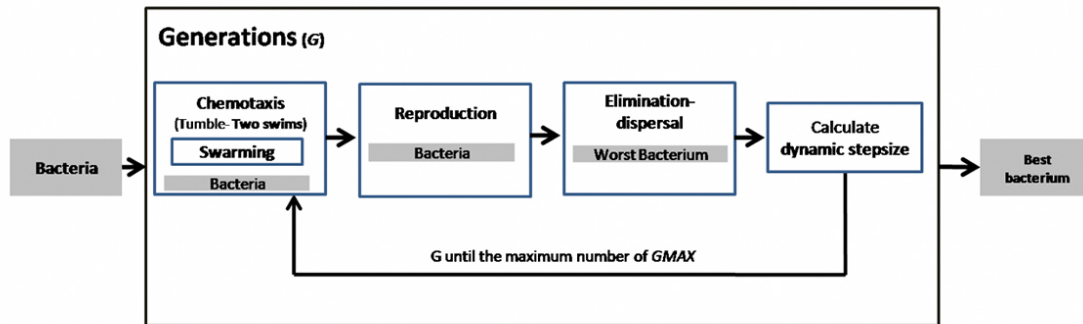 Generations (G)
Bacteria
Chemotaxis
(Tumble- Two swims)
Swarming
Bacteria
Reproduction
Bacteria
Elimination-
dispersal
Worst Bacterium
Calculate
dynamic stepsize
G until the maximum number of GMAX
Best
bacterium